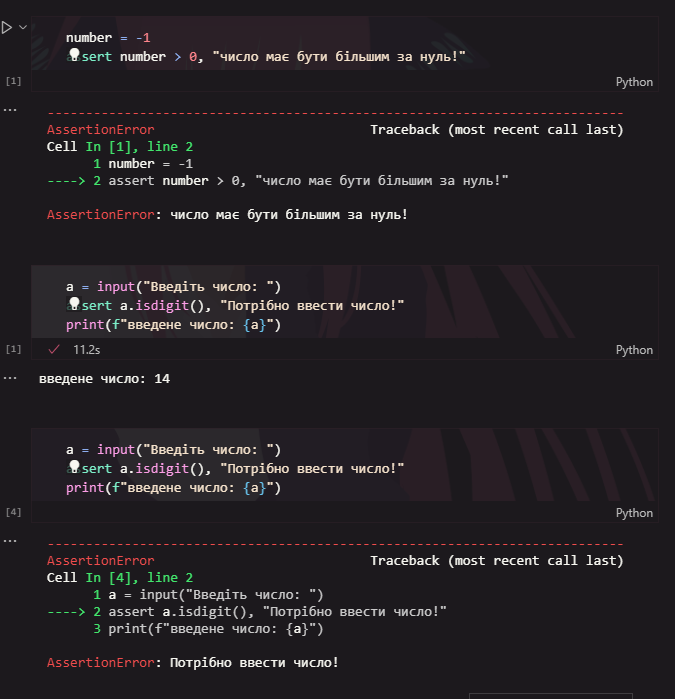 number = -1
assert number > 0, "число має бути більшим за нуль!"
[1]
Python
...
---------------------------------------------------------------------------
AssertionError                            Traceback (most recent call last)
Cell In [1], line 2
      1 number = -1
----> 2 assert number > 0, "число має бути більшим за нуль!"
AssertionError: число має бути більшим за нуль!
a = input("Введіть число: ")
assert a.isdigit(), "Потрібно ввести число!"
print(f"введене число: {a}")
[1]
11.2s
Python
...
введене число: 14
a = input("Введіть число: ")
assert a.isdigit(), "Потрібно ввести число!"
print(f"введене число: {a}")
[4]
Python
...
---------------------------------------------------------------------------
AssertionError                            Traceback (most recent call last)
Cell In [4], line 2
      1 a = input("Введіть число: ")
----> 2 assert a.isdigit(), "Потрібно ввести число!"
      3 print(f"введене число: {a}")
AssertionError: Потрібно ввести число!